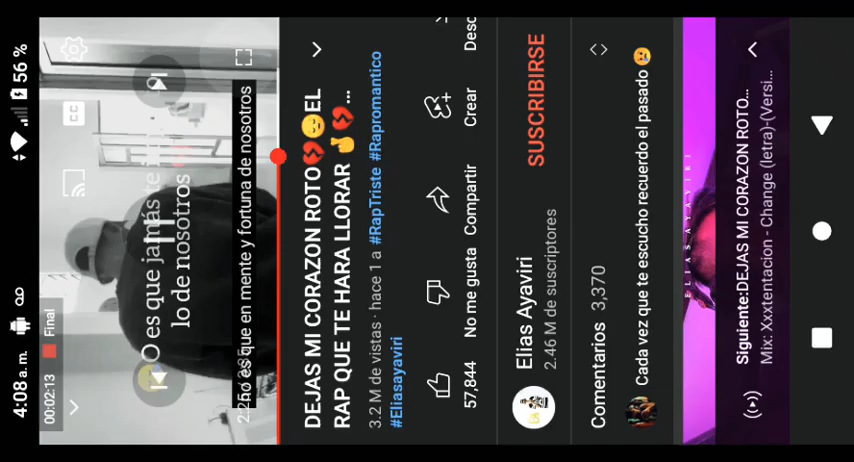 4:08 a. m.
56 %
00:02:13 Final
CC
O es que jamás te
lo de nosotros
o es que en mente y fortuna de nosotros
DEJAS MI CORAZON ROTO💔😔EL
RAP QUE TE HARA LLORAR 🤞💔...
3.2 M de vistas · hace 1 a #RapTriste #Rapromantico
#Eliasayaviri
57,844
No me gusta
Compartir
Crear
Desc
Elias Ayaviri
2.46 M de suscriptores
SUSCRIBIRSE
Comentarios 3,370
Cada vez que te escucho recuerdo el pasado 😢
ELIAS AYAVIRI
Siguiente:DEJAS MI CORAZON ROTO...
Mix: Xxxtentacion - Change (letra)-(Versi...